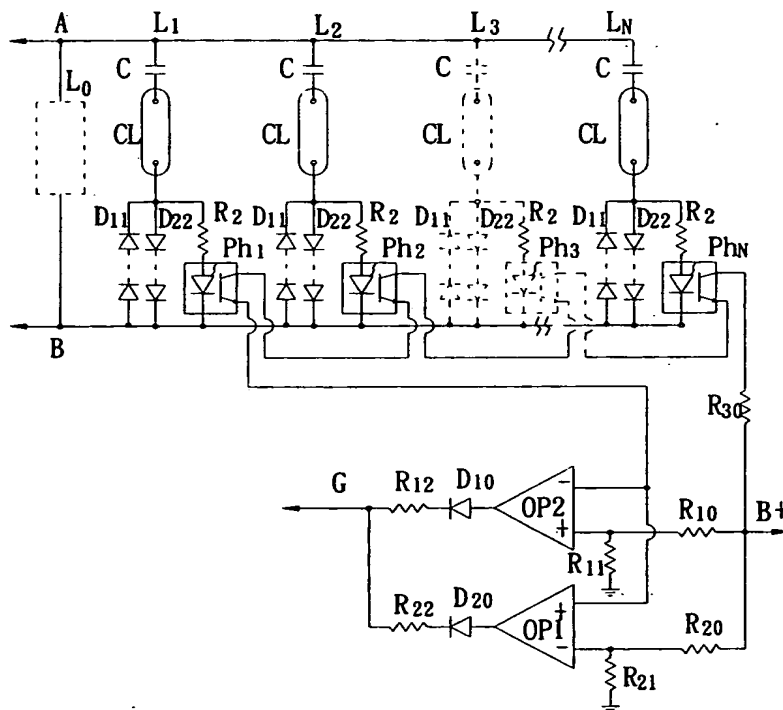 A L1 L2 L3 LN
L0
C C C C
CL CL CL CL
D11 D22 R2 D11 D22 R2 D11 D22 R2 D11 D22 R2
Ph1 Ph2 Ph3 PhN
B
R30
G R12 D10 - OP2 + R10 B+
R11
R22 D20 + OP1 - R20
R21